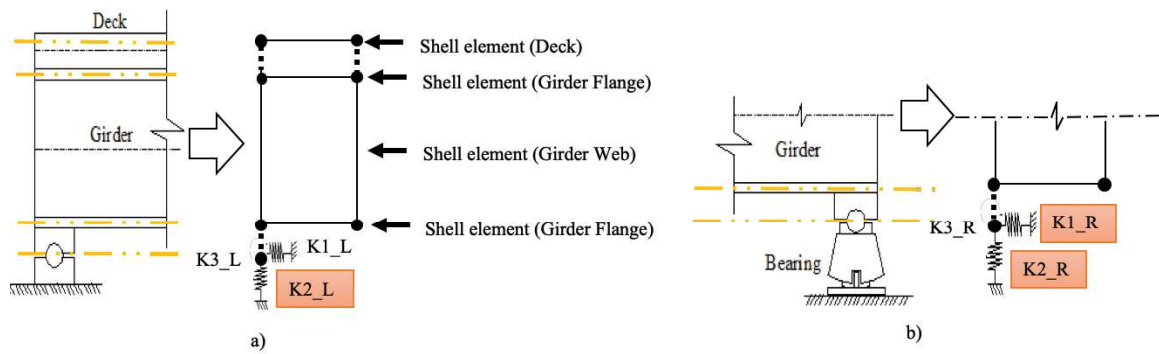 Deck
Shell element (Deck)
Shell element (Girder Flange)
Girder
Shell element (Girder Web)
Shell element (Girder Flange)
K3_L
K1_L
K2_L
a)
Girder
K3_R
K1_R
Bearing
K2_R
b)